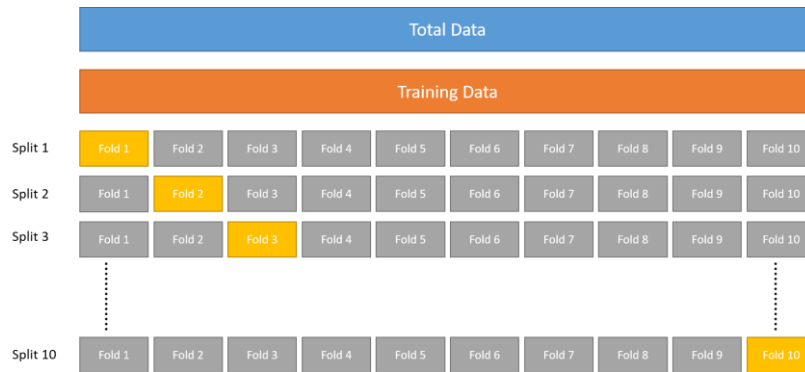 Total Data
Training Data
Split 1 Fold 1 Fold 2 Fold 3 Fold 4 Fold 5 Fold 6 Fold 7 Fold 8 Fold 9 Fold 10
Split 2 Fold 1 Fold 2 Fold 3 Fold 4 Fold 5 Fold 6 Fold 7 Fold 8 Fold 9 Fold 10
Split 3 Fold 1 Fold 2 Fold 3 Fold 4 Fold 5 Fold 6 Fold 7 Fold 8 Fold 9 Fold 10
Split 10 Fold 1 Fold 2 Fold 3 Fold 4 Fold 5 Fold 6 Fold 7 Fold 8 Fold 9 Fold 10